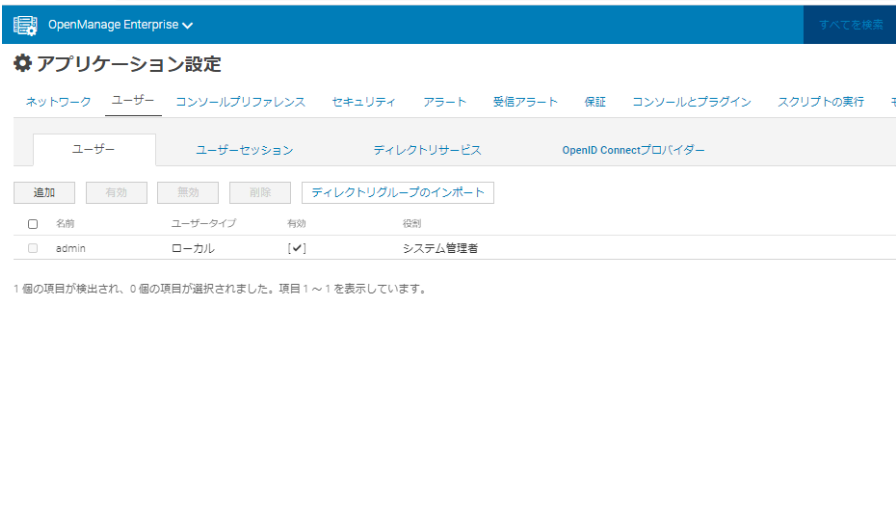 OpenManage Enterprise
すべてを検索
アプリケーション設定
ネットワーク ユーザー コンソールプリファレンス セキュリティ アラート 受信アラート 保証 コンソールとプラグイン スクリプトの実行
ユーザー ユーザーセッション ディレクトリサービス OpenID Connectプロバイダー
追加 有効 無効 削除 ディレクトリグループのインポート
名前 ユーザータイプ 有効 役割
admin ローカル [✔] システム管理者
1 個の項目が検出され、0 個の項目が選択されました。項目 1 ～ 1 を表示しています。